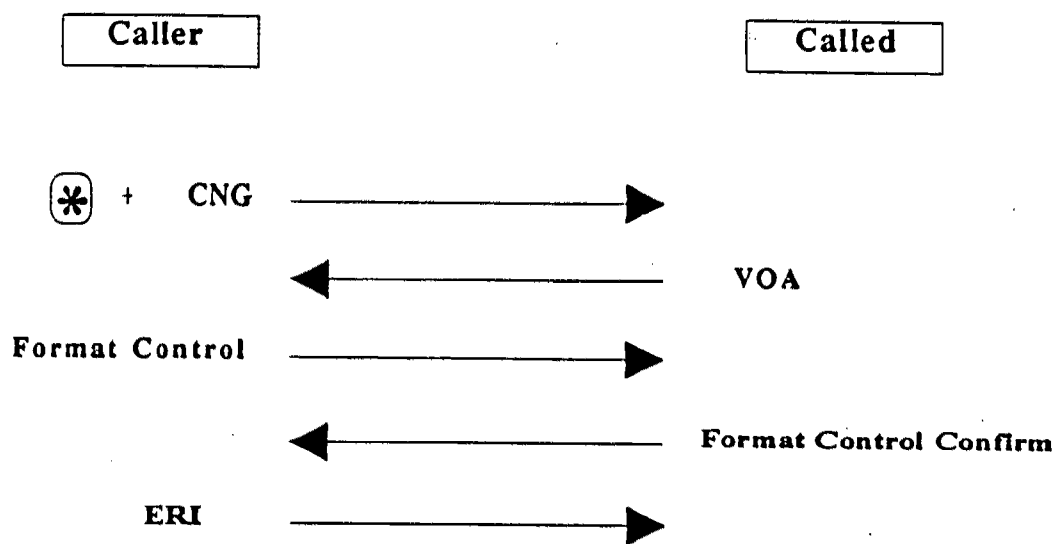 Caller
Called
* + CNG
VOA
Format Control
Format Control Confirm
ERI